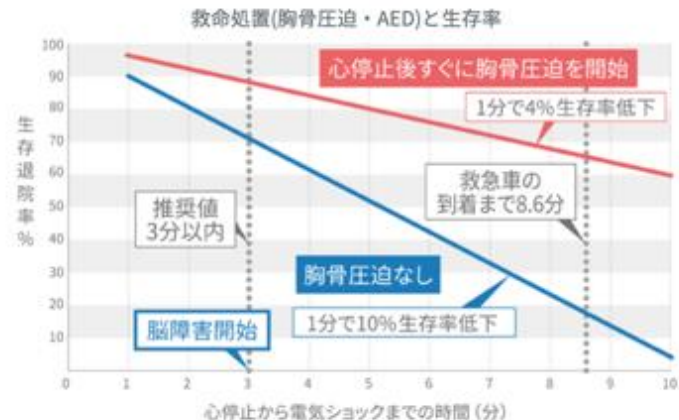 救命処置(胸骨圧迫・AED)と生存率
100
90
80
70
60
50
40
30
20
10
生存退院率%
心停止後すぐに胸骨圧迫を開始
1分で4%生存率低下
推奨値
3分以内
救急車の
到着まで8.6分
胸骨圧迫なし
1分で10%生存率低下
脳障害開始
0 1 2 3 4 5 6 7 8 9 10
心停止から電気ショックまでの時間(分)